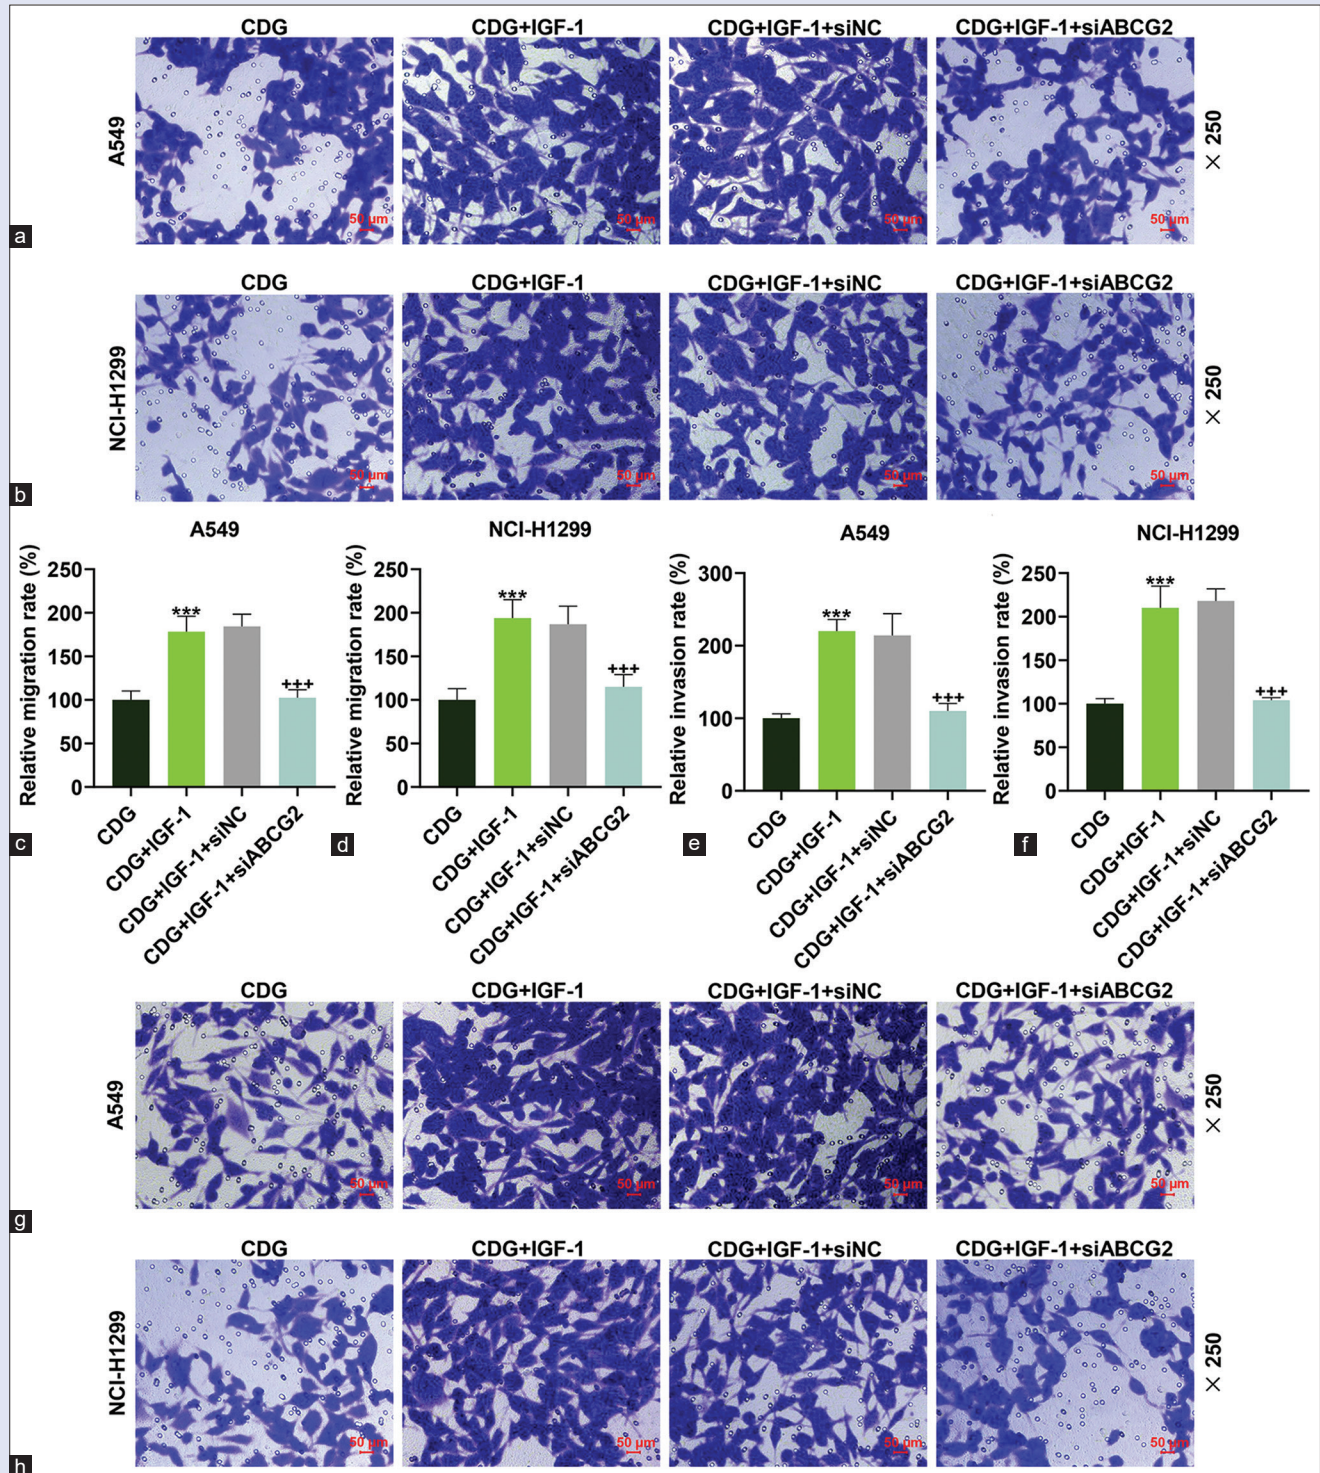 CDG CDG+IGF-1 CDG+IGF-1+siNC CDG+IGF-1+siABCG2
A549
50 µm 50 µm 50 µm 50 µm
× 250
a
CDG CDG+IGF-1 CDG+IGF-1+siNC CDG+IGF-1+siABCG2
NCI-H1299
50 µm 50 µm 50 µm 50 µm
× 250
b
A549
Relative migration rate (%)
250
200
150
100
50
0
***
+++
CDG
CDG+IGF-1
CDG+IGF-1+siNC
CDG+IGF-1+siABCG2
c
NCI-H1299
Relative migration rate (%)
250
200
150
100
50
0
***
+++
CDG
CDG+IGF-1
CDG+IGF-1+siNC
CDG+IGF-1+siABCG2
d
A549
Relative invasion rate (%)
300
200
100
0
***
+++
CDG
CDG+IGF-1
CDG+IGF-1+siNC
CDG+IGF-1+siABCG2
e
NCI-H1299
Relative invasion rate (%)
250
200
150
100
50
0
***
+++
CDG
CDG+IGF-1
CDG+IGF-1+siNC
CDG+IGF-1+siABCG2
f
CDG CDG+IGF-1 CDG+IGF-1+siNC CDG+IGF-1+siABCG2
A549
50 µm 50 µm 50 µm 50 µm
× 250
g
CDG CDG+IGF-1 CDG+IGF-1+siNC CDG+IGF-1+siABCG2
NCI-H1299
50 µm 50 µm 50 µm 50 µm
× 250
h